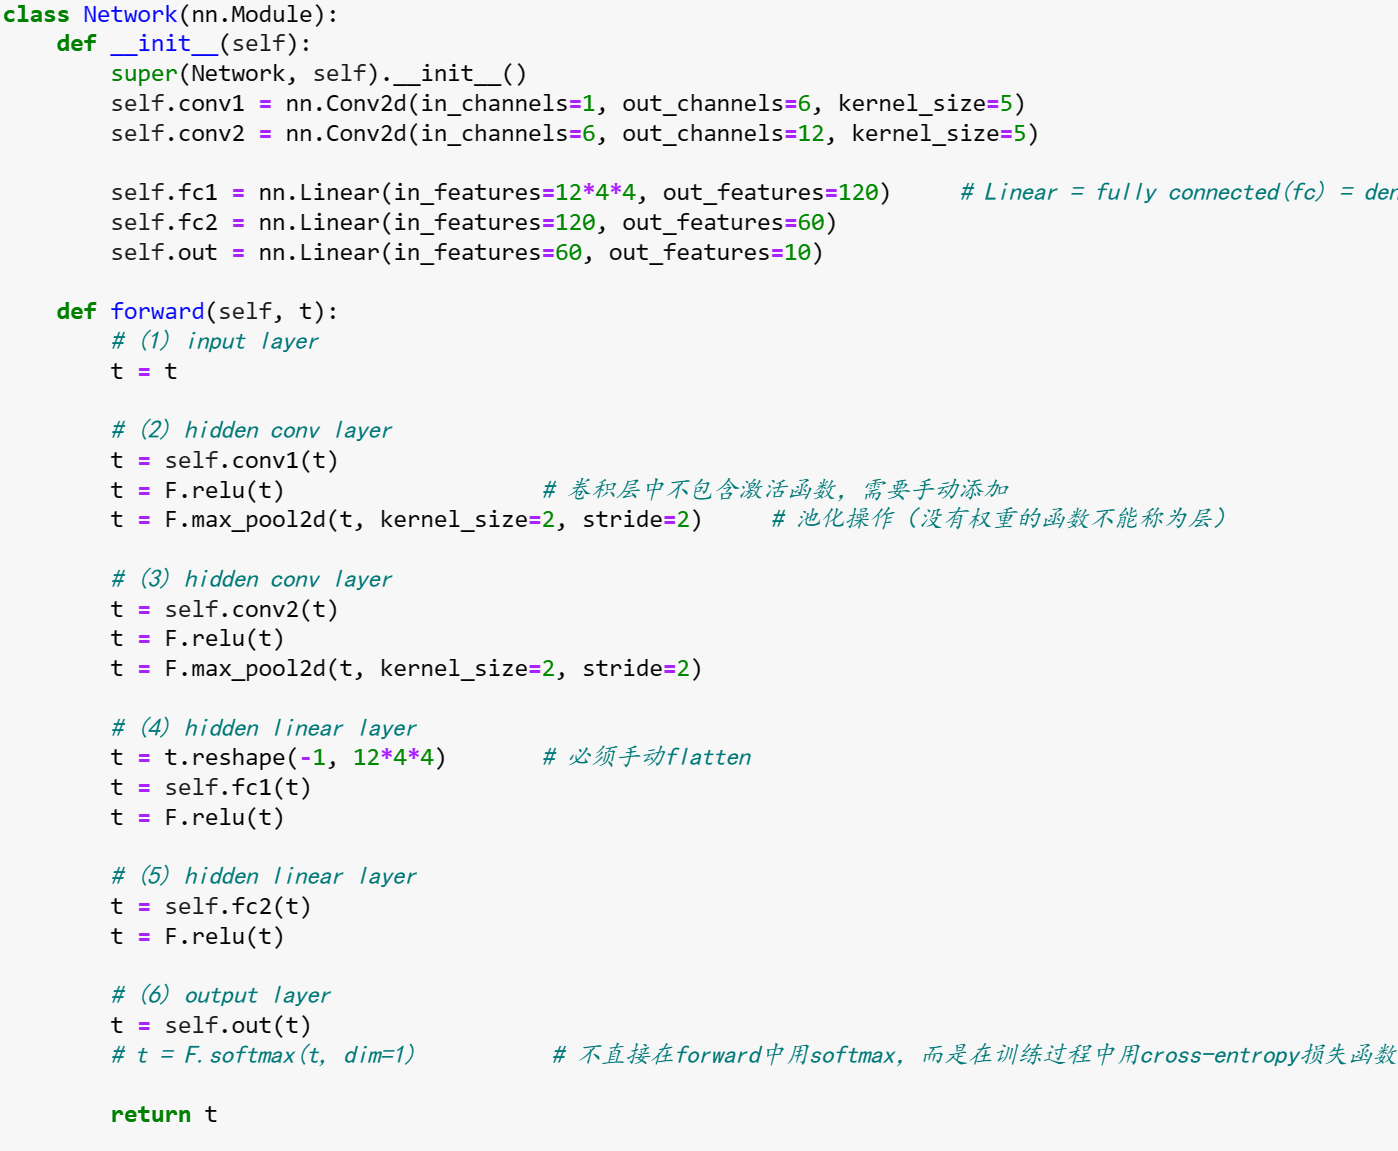 class Network(nn.Module):
    def __init__(self):
        super(Network, self).__init__()
        self.conv1 = nn.Conv2d(in_channels=1, out_channels=6, kernel_size=5)
        self.conv2 = nn.Conv2d(in_channels=6, out_channels=12, kernel_size=5)

        self.fc1 = nn.Linear(in_features=12*4*4, out_features=120)     # Linear = fully connected(fc) =
        self.fc2 = nn.Linear(in_features=120, out_features=60)
        self.out = nn.Linear(in_features=60, out_features=10)

    def forward(self, t):
        # (1) input layer
        t = t

        # (2) hidden conv layer
        t = self.conv1(t)
        t = F.relu(t)                   # 卷积层中不包含激活函数，需要手动添加
        t = F.max_pool2d(t, kernel_size=2, stride=2)     # 池化操作（没有权重的函数不能称为层）

        # (3) hidden conv layer
        t = self.conv2(t)
        t = F.relu(t)
        t = F.max_pool2d(t, kernel_size=2, stride=2)

        # (4) hidden linear layer
        t = t.reshape(-1, 12*4*4)       # 必须手动flatten
        t = self.fc1(t)
        t = F.relu(t)

        # (5) hidden linear layer
        t = self.fc2(t)
        t = F.relu(t)

        # (6) output layer
        t = self.out(t)
        # t = F.softmax(t, dim=1)          # 不直接在forward中用softmax，而是在训练过程中用cross-entropy损失函数

        return t